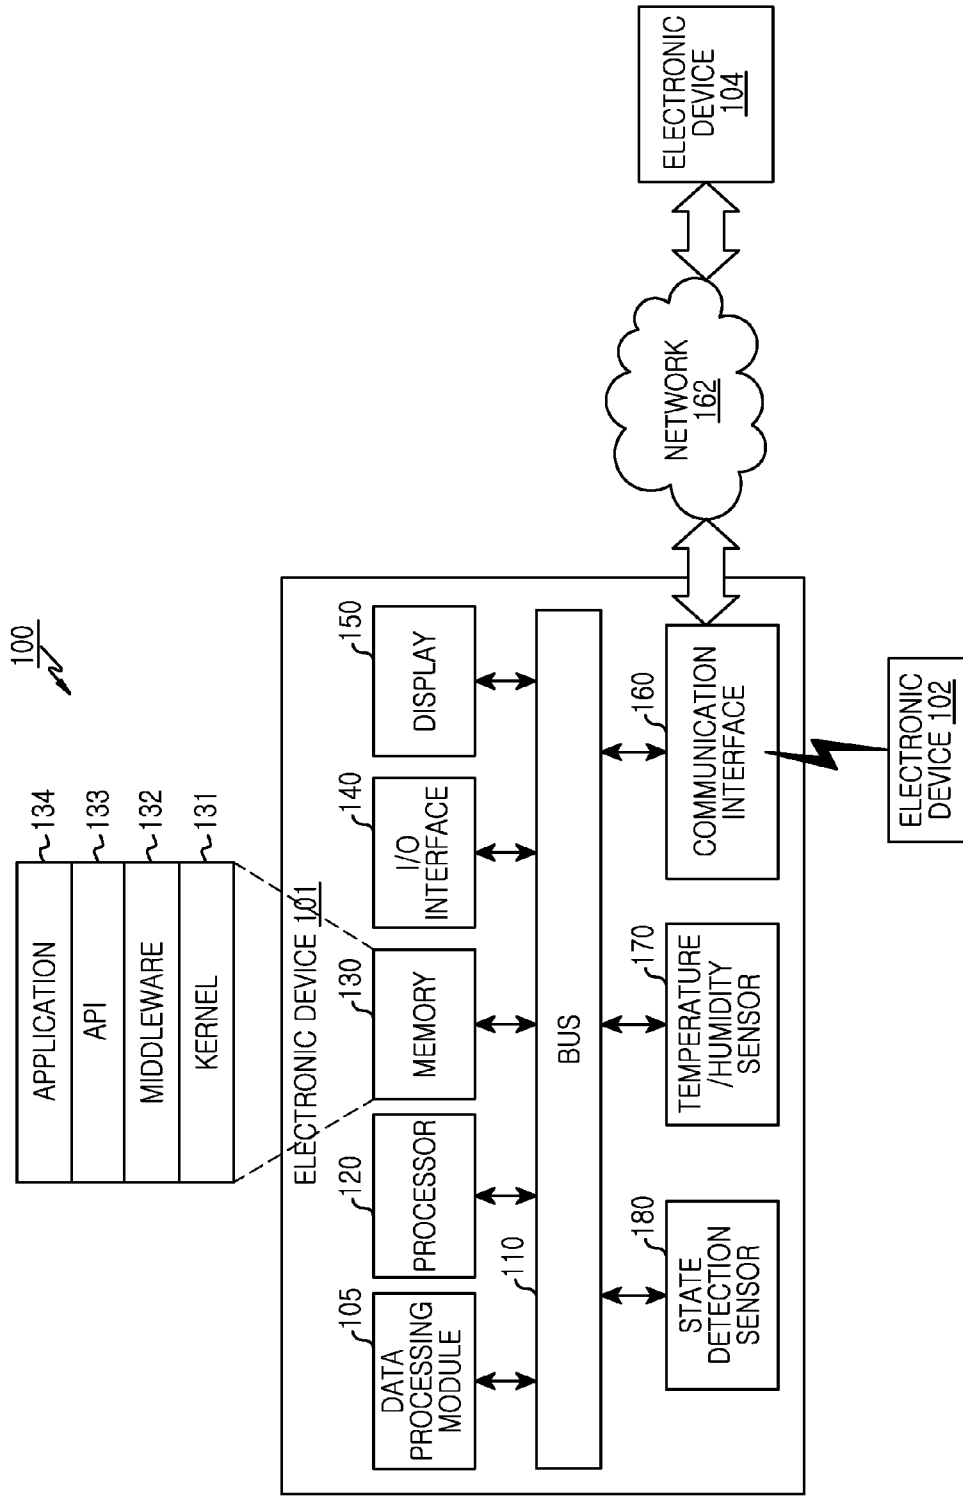 100
APPLICATION
134
API
133
MIDDLEWARE
132
KERNEL
131
ELECTRONIC DEVICE 101
105
DATA
PROCESSING
MODULE
120
PROCESSOR
130
MEMORY
140
I/O
INTERFACE
150
DISPLAY
110
BUS
180
STATE
DETECTION
SENSOR
170
TEMPERATURE
/HUMIDITY
SENSOR
160
COMMUNICATION
INTERFACE
NETWORK
162
ELECTRONIC
DEVICE
104
ELECTRONIC
DEVICE 102